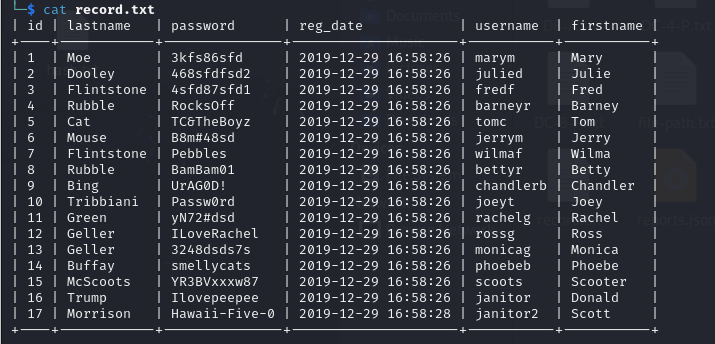 $ cat record.txt
| id | lastname | password | reg_date | username | firstname |
| 1 | Moe | 3kfs86sfd | 2019-12-29 16:58:26 | marym | Mary |
| 2 | Dooley | 468sfdfsd2 | 2019-12-29 16:58:26 | julied | Julie |
| 3 | Flintstone | 4sfd87sfd1 | 2019-12-29 16:58:26 | fredf | Fred |
| 4 | Rubble | RocksOff | 2019-12-29 16:58:26 | barneyr | Barney |
| 5 | Cat | TC&TheBoyz | 2019-12-29 16:58:26 | tomc | Tom |
| 6 | Mouse | B8m#48sd | 2019-12-29 16:58:26 | jerrym | Jerry |
| 7 | Flintstone | Pebbles | 2019-12-29 16:58:26 | wilmaf | Wilma |
| 8 | Rubble | BamBam01 | 2019-12-29 16:58:26 | bettyr | Betty |
| 9 | Bing | UrAG0D! | 2019-12-29 16:58:26 | chandlerb | Chandler |
| 10 | Tribbiani | Passw0rd | 2019-12-29 16:58:26 | joeyt | Joey |
| 11 | Green | yN72#dsd | 2019-12-29 16:58:26 | rachelg | Rachel |
| 12 | Geller | ILoveRachel | 2019-12-29 16:58:26 | rossg | Ross |
| 13 | Geller | 3248dsds7s | 2019-12-29 16:58:26 | monicag | Monica |
| 14 | Buffay | smellycats | 2019-12-29 16:58:26 | phoebeb | Phoebe |
| 15 | McScoots | YR3BVxxxw87 | 2019-12-29 16:58:26 | scoots | Scooter |
| 16 | Trump | Ilovepeepee | 2019-12-29 16:58:26 | janitor | Donald |
| 17 | Morrison | Hawaii-Five-0 | 2019-12-29 16:58:28 | janitor2 | Scott |